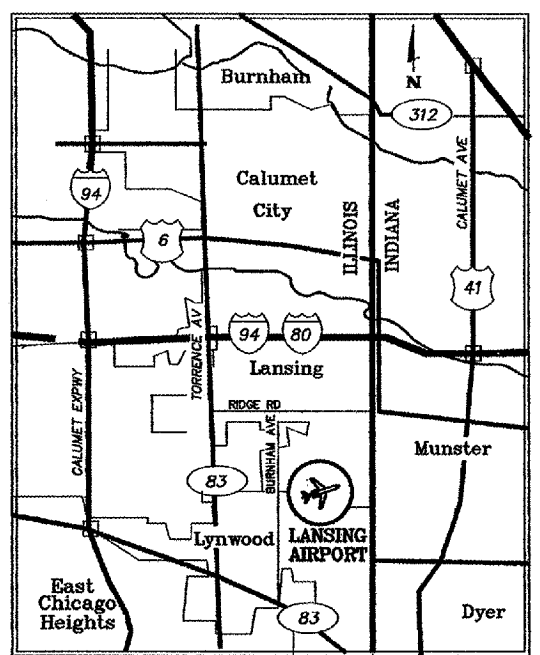 Burnham
N
312
94
Calumet
City
CALUMET AVE
6
ILLINOIS
INDIANA
41
TORRENCE AV
94
80
Lansing
CALUMET EXPWY
RIDGE RD
BURNHAM AVE
Munster
83
Lynwood
LANSING
AIRPORT
East
Chicago
Heights
83
Dyer